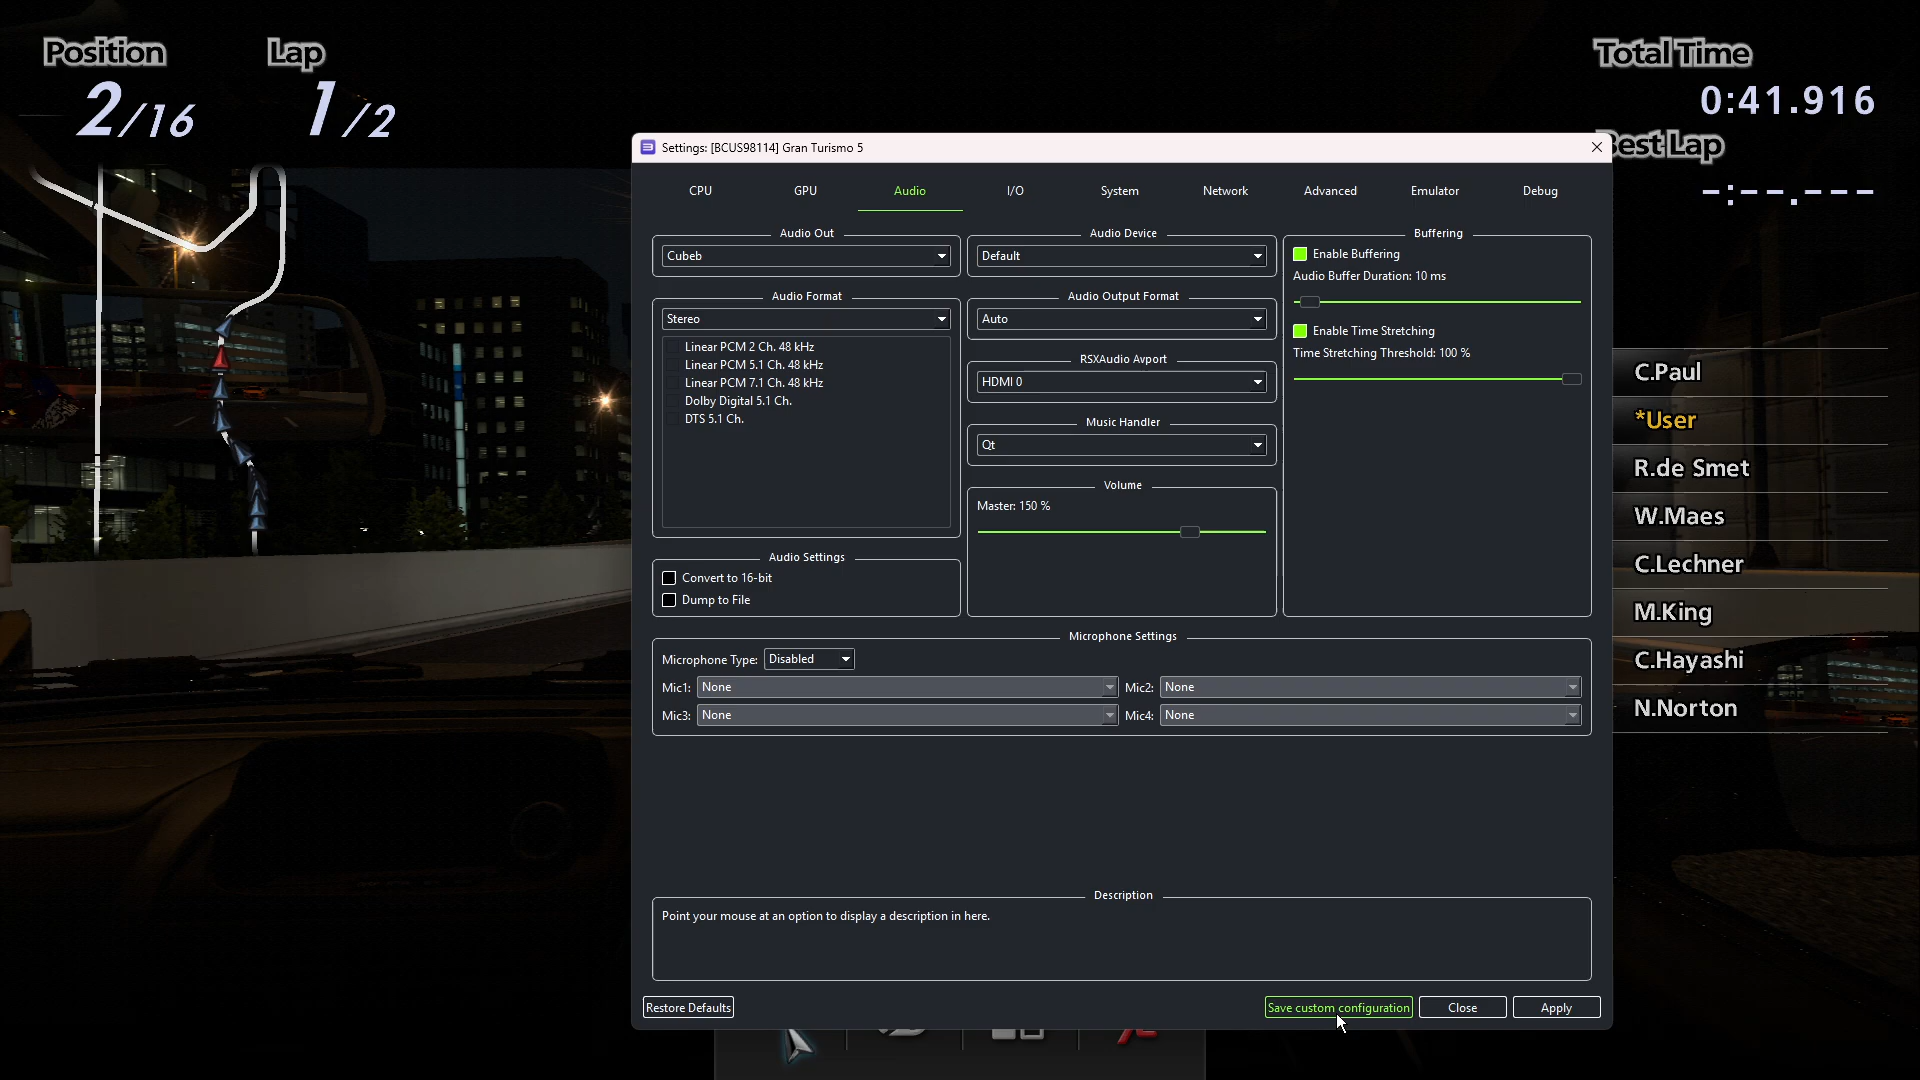 Position
Lap
2/16
1/2
Total Time
0:41.916
Best Lap
-:--.---
Settings: [BCUS98114] Gran Turismo 5
CPU
GPU
Audio
I/O
System
Network
Advanced
Emulator
Debug
Audio Out
Cubeb
Audio Device
Default
Buffering
Enable Buffering
Audio Buffer Duration: 10 ms
Enable Time Stretching
Time Stretching Threshold: 100 %
Audio Format
Stereo
Linear PCM 2 Ch. 48 kHz
Linear PCM 5.1 Ch. 48 kHz
Linear PCM 7.1 Ch. 48 kHz
Dolby Digital 5.1 Ch.
DTS 5.1 Ch.
Audio Output Format
Auto
RSXAudio Avport
HDMI 0
Music Handler
Qt
Volume
Master: 150 %
Audio Settings
Convert to 16-bit
Dump to File
Microphone Settings
Microphone Type: Disabled
Mic1: None
Mic2: None
Mic3: None
Mic4: None
Description
Point your mouse at an option to display a description in here.
Restore Defaults
Save custom configuration
Close
Apply
C.Paul
*User
R.de Smet
W.Maes
C.Lechner
M.King
C.Hayashi
N.Norton